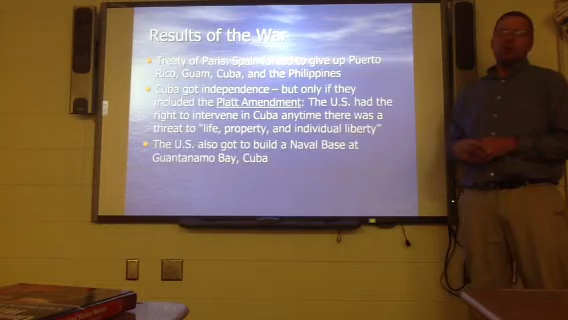 Results of the War
Treaty of Paris: Spain forced to give up Puerto
Rico, Guam, Cuba, and the Philippines
Cuba got independence – but only if they
included the Platt Amendment: The U.S. had the
right to intervene in Cuba anytime there was a
threat to "life, property, and individual liberty"
The U.S. also got to build a Naval Base at
Guantanamo Bay, Cuba